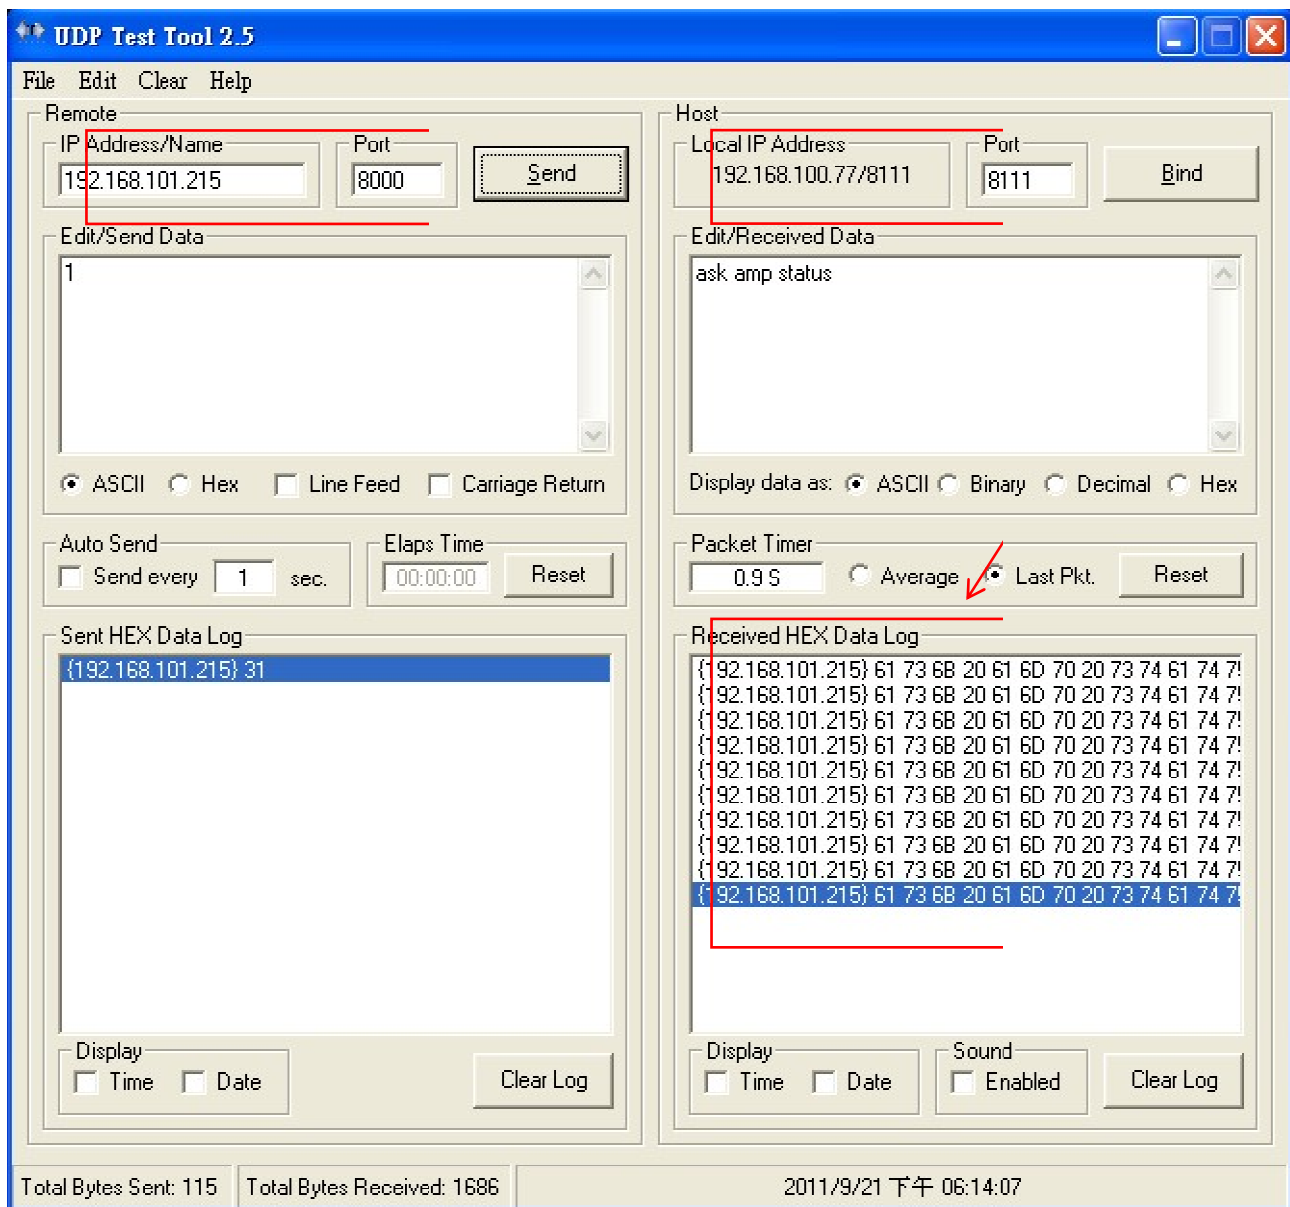 UDP Test Tool 2.5
File Edit Clear Help
Remote
IP Address/Name
192.168.101.215
Port
8000
Send
Edit/Send Data
1
ASCII Hex Line Feed Carriage Return
Auto Send
Send every 1 sec.
Elaps Time
00:00:00
Reset
Sent HEX Data Log
{192.168.101.215} 31
Display
Time Date
Clear Log
Host
Local IP Address
192.168.100.77/8111
Port
8111
Bind
Edit/Received Data
ask amp status
Display data as: ASCII Binary Decimal Hex
Packet Timer
0.9 S
Average Last Pkt.
Reset
Received HEX Data Log
{192.168.101.215} 61 73 6B 20 61 6D 70 20 73 74 61 74
{192.168.101.215} 61 73 6B 20 61 6D 70 20 73 74 61 74
{192.168.101.215} 61 73 6B 20 61 6D 70 20 73 74 61 74
{192.168.101.215} 61 73 6B 20 61 6D 70 20 73 74 61 74
{192.168.101.215} 61 73 6B 20 61 6D 70 20 73 74 61 74
{192.168.101.215} 61 73 6B 20 61 6D 70 20 73 74 61 74
{192.168.101.215} 61 73 6B 20 61 6D 70 20 73 74 61 74
{192.168.101.215} 61 73 6B 20 61 6D 70 20 73 74 61 74
{192.168.101.215} 61 73 6B 20 61 6D 70 20 73 74 61 74
{192.168.101.215} 61 73 6B 20 61 6D 70 20 73 74 61 74
Display
Time Date
Sound
Enabled
Clear Log
Total Bytes Sent: 115 Total Bytes Received: 1686 2011/9/21 下午 06:14:07